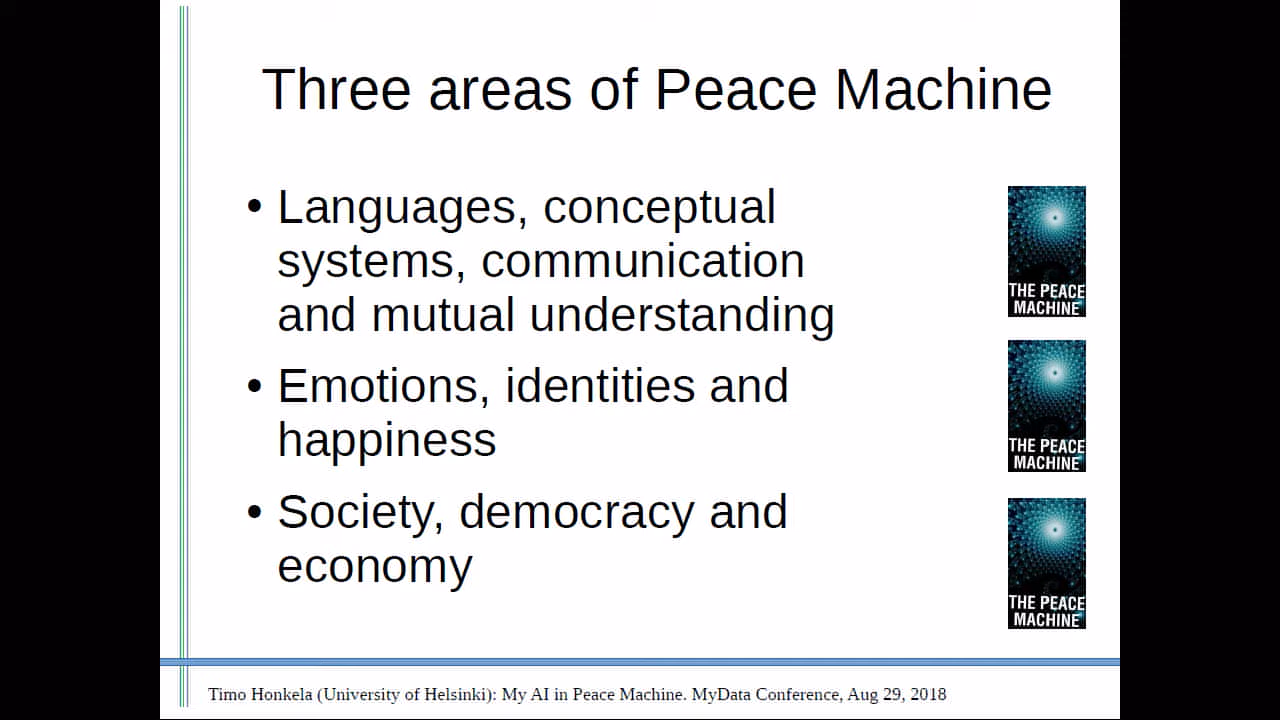 Three areas of Peace Machine
• Languages, conceptual
systems, communication
and mutual understanding
• Emotions, identities and
happiness
• Society, democracy and
economy
THE PEACE
MACHINE
THE PEACE
MACHINE
THE PEACE
MACHINE
Timo Honkela (University of Helsinki): My AI in Peace Machine. MyData Conference, Aug 29, 2018